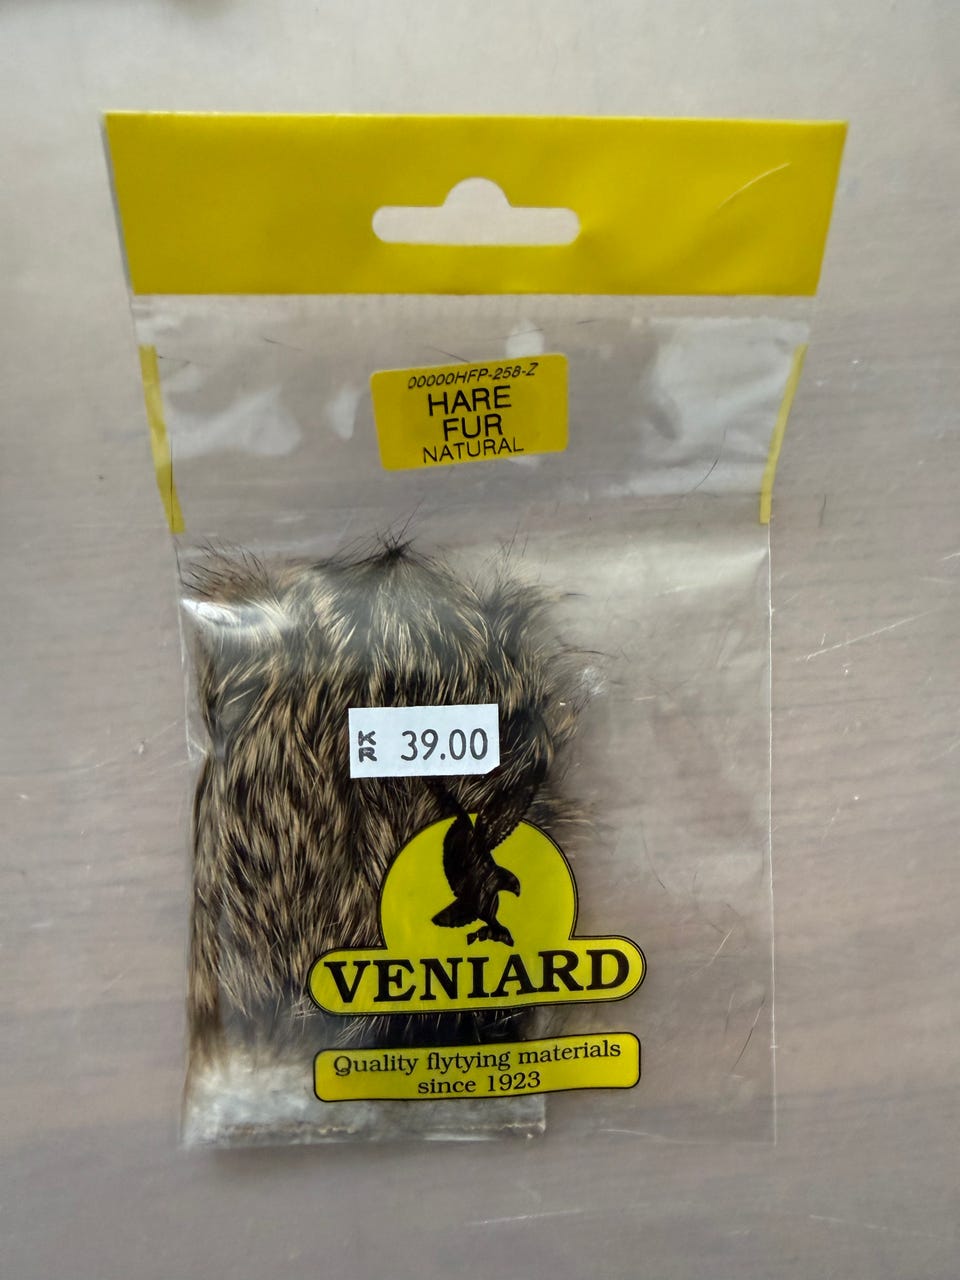 00000HFP-258-Z
HARE
FUR
NATURAL
KR 39.00
VENIARD
Quality flytying materials
since 1923